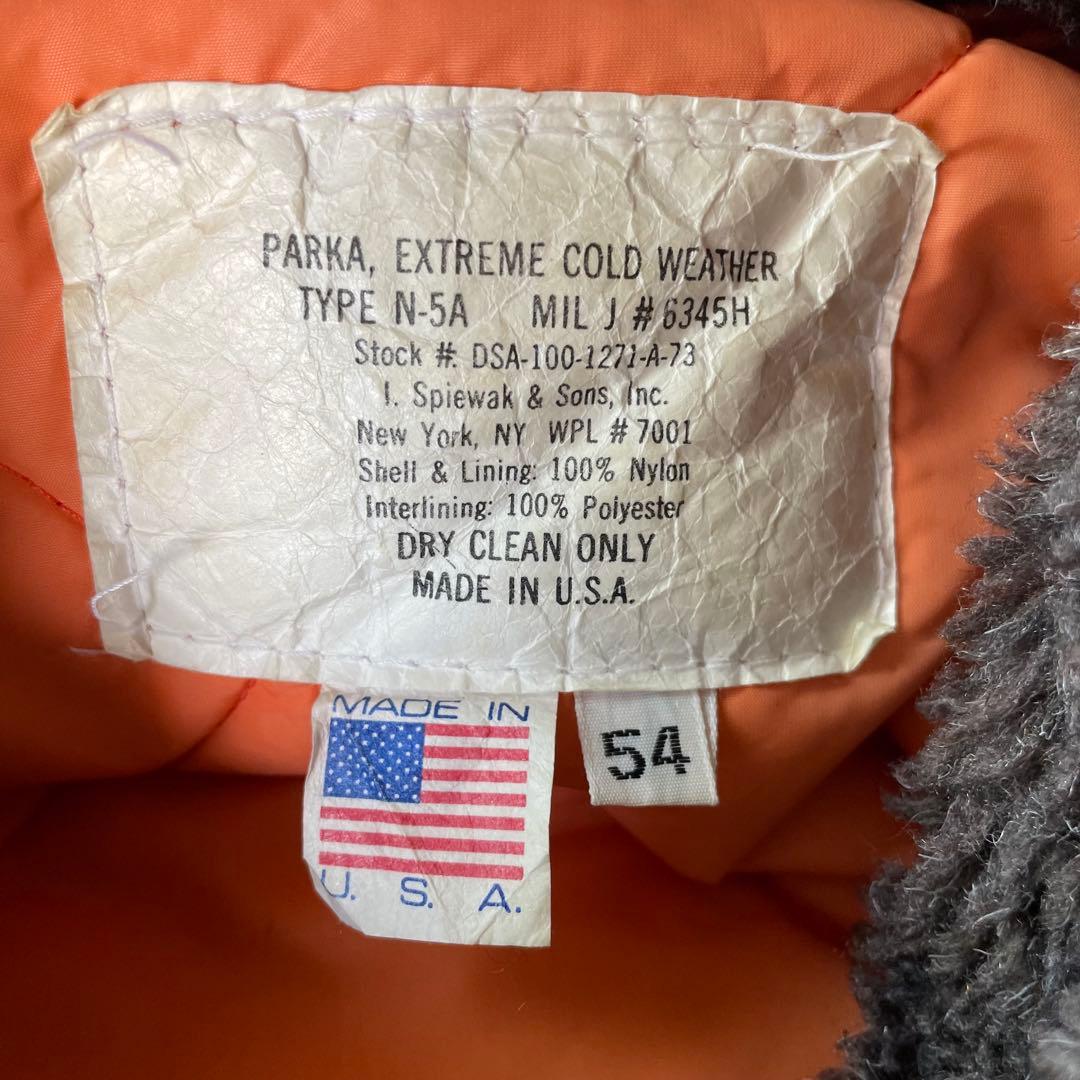 PARKA, EXTREME COLD WEATHER
TYPE N-5A MIL J # 6345H
Stock #: DSA-100-1271-A-73
I. Spiewak & Sons, Inc.
New York, NY WPL # 7001
Shell & Lining: 100% Nylon
Interlining: 100% Polyester
DRY CLEAN ONLY
MADE IN U.S.A.
MADE IN
U. S. A.
54